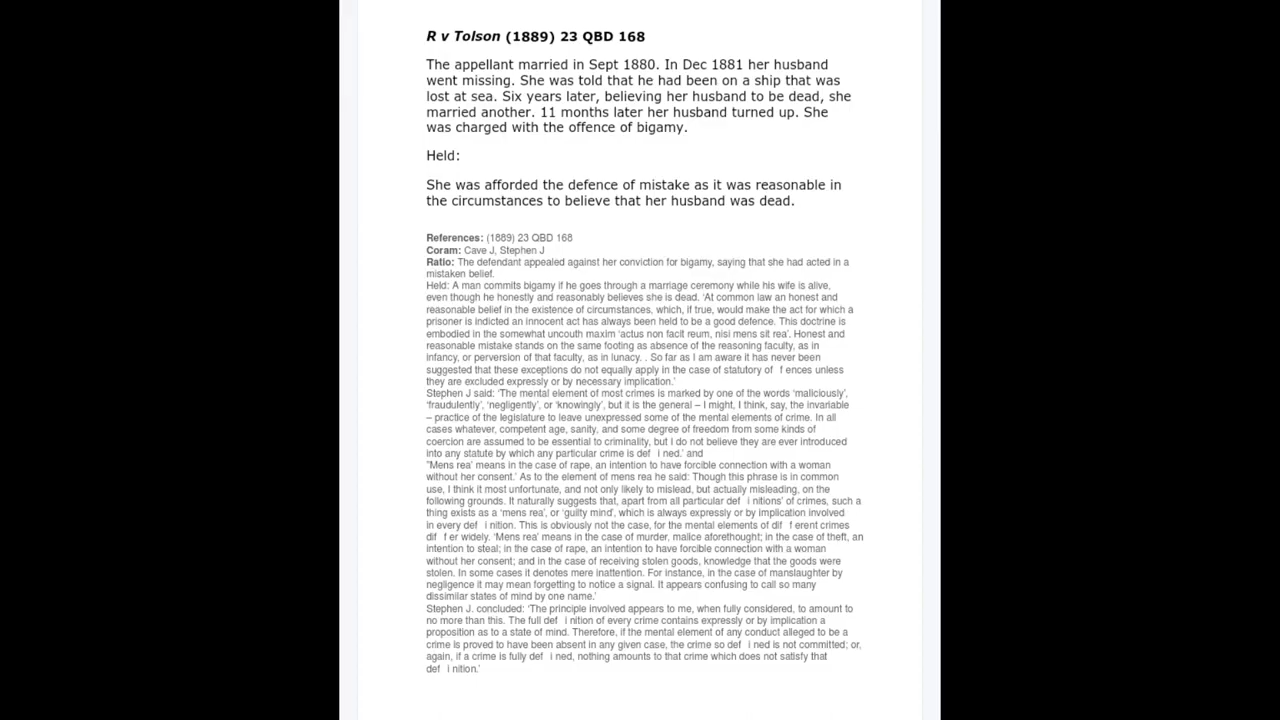 R v Tolson (1889) 23 QBD 168
The appellant married in Sept 1880. In Dec 1881 her husband
went missing. She was told that he had been on a ship that was
lost at sea. Six years later, believing her husband to be dead, she
married another. 11 months later her husband turned up. She
was charged with the offence of bigamy.
Held:
She was afforded the defence of mistake as it was reasonable in
the circumstances to believe that her husband was dead.
References: (1889) 23 QBD 168
Coram: Cave J, Stephen J
Ratio: The defendant appealed against her conviction for bigamy, saying that she had acted in a
mistaken belief.
Held: A man commits bigamy if he goes through a marriage ceremony while his wife is alive,
even though he honestly and reasonably believes she is dead. 'At common law an honest and
reasonable belief in the existence of circumstances, which, if true, would make the act for which a
prisoner is indicted an innocent act has always been held to be a good defence. This doctrine is
embodied in the somewhat uncouth maxim 'actus non facit reum, nisi mens sit rea'. Honest and
reasonable mistake stands on the same footing as absence of the reasoning faculty, as in
infancy, or perversion of that faculty, as in lunacy. . So far as I am aware it has never been
suggested that these exceptions do not equally apply in the case of statutory of f ences unless
they are excluded expressly or by necessary implication.'
Stephen J said: 'The mental element of most crimes is marked by one of the words 'maliciously',
'fraudulently', 'negligently', or 'knowingly', but it is the general – I might, I think, say, the invariable
– practice of the legislature to leave unexpressed some of the mental elements of crime. In all
cases whatever, competent age, sanity, and some degree of freedom from some kinds of
coercion are assumed to be essential to criminality, but I do not believe they are ever introduced
into any statute by which any particular crime is def i ned.' and
''Mens rea' means in the case of rape, an intention to have forcible connection with a woman
without her consent.' As to the element of mens rea he said: Though this phrase is in common
use, I think it most unfortunate, and not only likely to mislead, but actually misleading, on the
following grounds. It naturally suggests that, apart from all particular def i nitions' of crimes, such a
thing exists as a 'mens rea', or 'guilty mind', which is always expressly or by implication involved
in every def i nition. This is obviously not the case, for the mental elements of dif f erent crimes
dif f er widely. 'Mens rea' means in the case of murder, malice aforethought; in the case of theft, an
intention to steal; in the case of rape, an intention to have forcible connection with a woman
without her consent; and in the case of receiving stolen goods, knowledge that the goods were
stolen. In some cases it denotes mere inattention. For instance, in the case of manslaughter by
negligence it may mean forgetting to notice a signal. It appears confusing to call so many
dissimilar states of mind by one name.'
Stephen J. concluded: 'The principle involved appears to me, when fully considered, to amount to
no more than this. The full def i nition of every crime contains expressly or by implication a
proposition as to a state of mind. Therefore, if the mental element of any conduct alleged to be a
crime is proved to have been absent in any given case, the crime so def i ned is not committed; or,
again, if a crime is fully def i ned, nothing amounts to that crime which does not satisfy that
def i nition.'